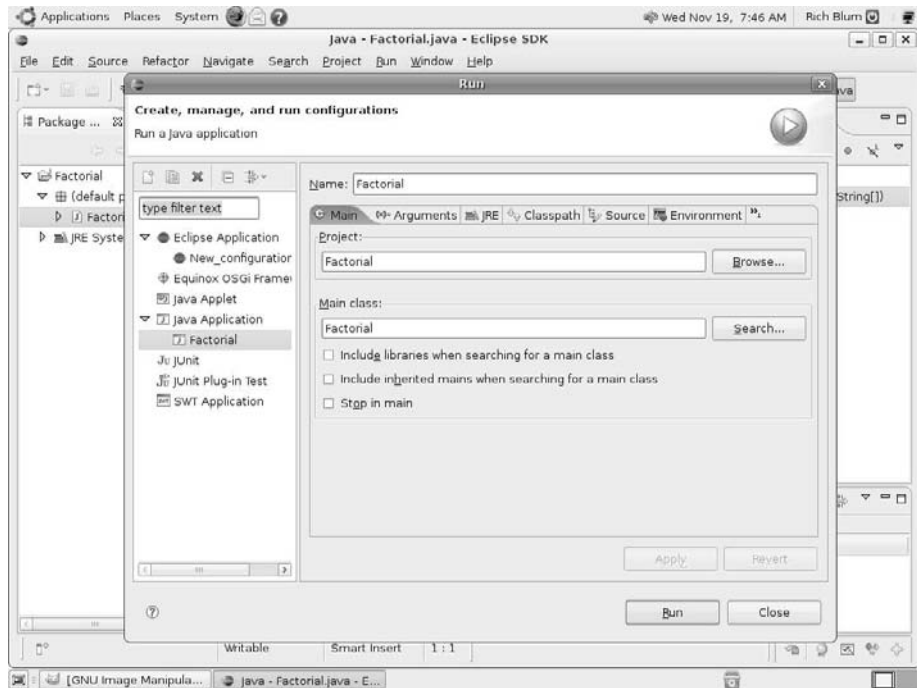 Applications Places System Wed Nov 19, 7:46 AM Rich Blum
Java - Factorial.java - Eclipse SDK
File Edit Source Refactor Navigate Search Project Run Window Help
Run
ava
Create, manage, and run configurations
Run a Java application
Package ...
Factorial
(default p
Factori
JRE Syste
String[])
type filter text
Eclipse Application
New_configuration
Equinox OSGi Frame
Java Applet
Java Application
Factorial
JUnit
JUnit Plug-in Test
SWT Application
Name: Factorial
Main Arguments JRE Classpath Source Environment »1
Project:
Factorial Browse...
Main class:
Factorial Search...
Include libraries when searching for a main class
Include inherited mains when searching for a main class
Stop in main
Apply Revert
Run Close
Writable Smart Insert 1 : 1
[GNU Image Manipula... Java - Factorial.java - E...